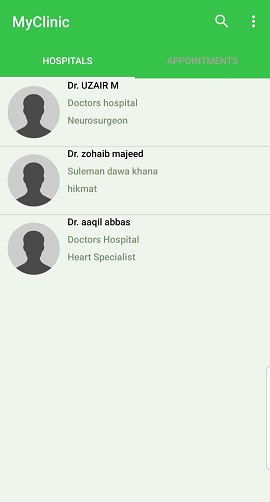 MyClinic
HOSPITALS
APPOINTMENTS
Dr. UZAIR M
Doctors hospital
Neurosurgeon
Dr. zohaib majeed
Suleman dawa khana
hikmat
Dr. aaqil abbas
Doctors Hospital
Heart Specialist